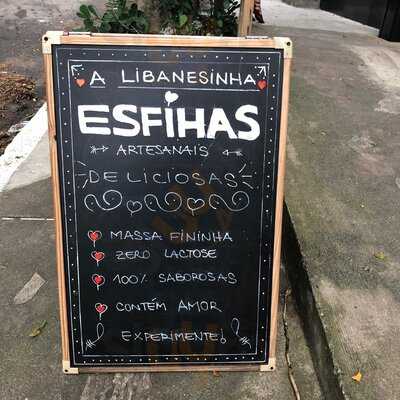 A LIBANESINHA
ESFIHAS
ARTESANAIS
DELICIOSAS
MASSA FININHA
ZERO LACTOSE
100% SABOROSAS
CONTÉM AMOR
EXPERIMENTE!